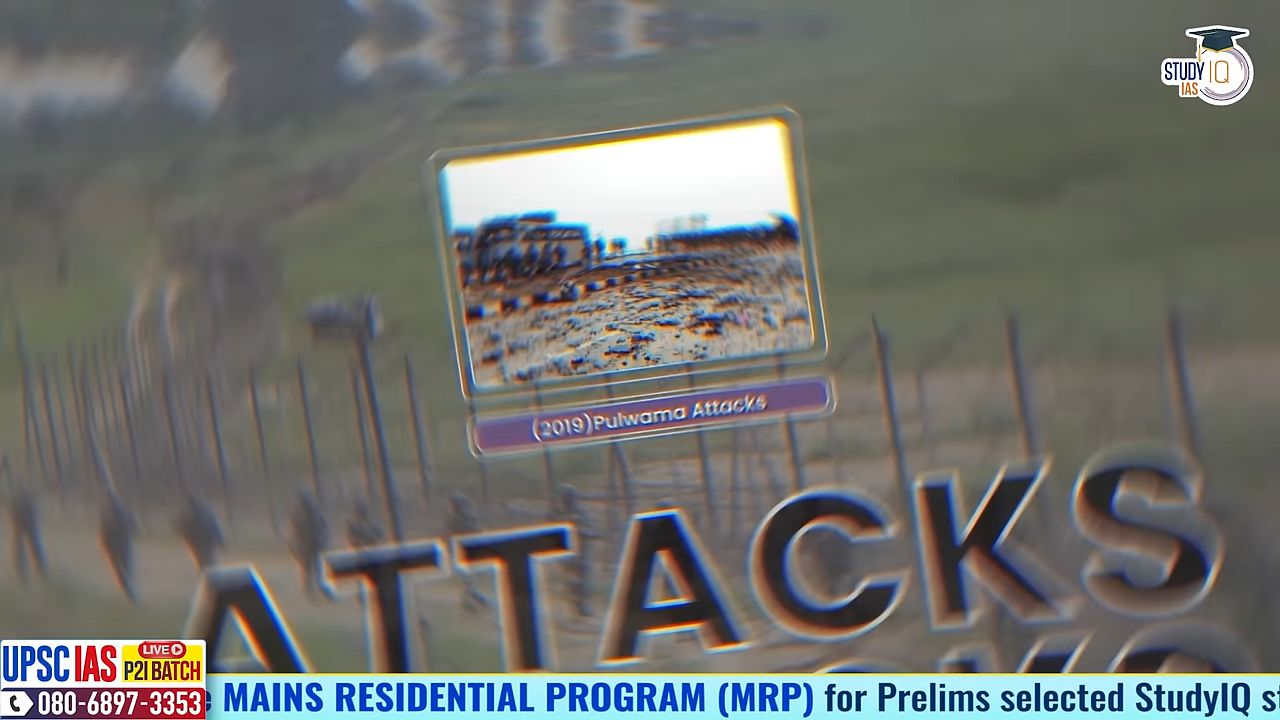 STUDY IQ
IAS
(2019)Pulwama Attacks
ATTACKS
UPSC IAS
LIVE
P2I BATCH
080-6897-3353
MAINS RESIDENTIAL PROGRAM (MRP) for Prelims selected StudyIQ